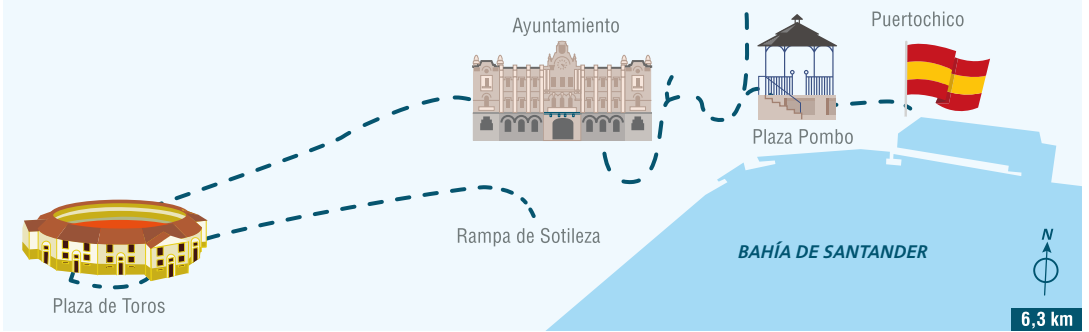 Puertochico
Ayuntamiento
Plaza Pombo
Rampa de Sotileza
BAHÍA DE SANTANDER
N
Plaza de Toros
6,3 km